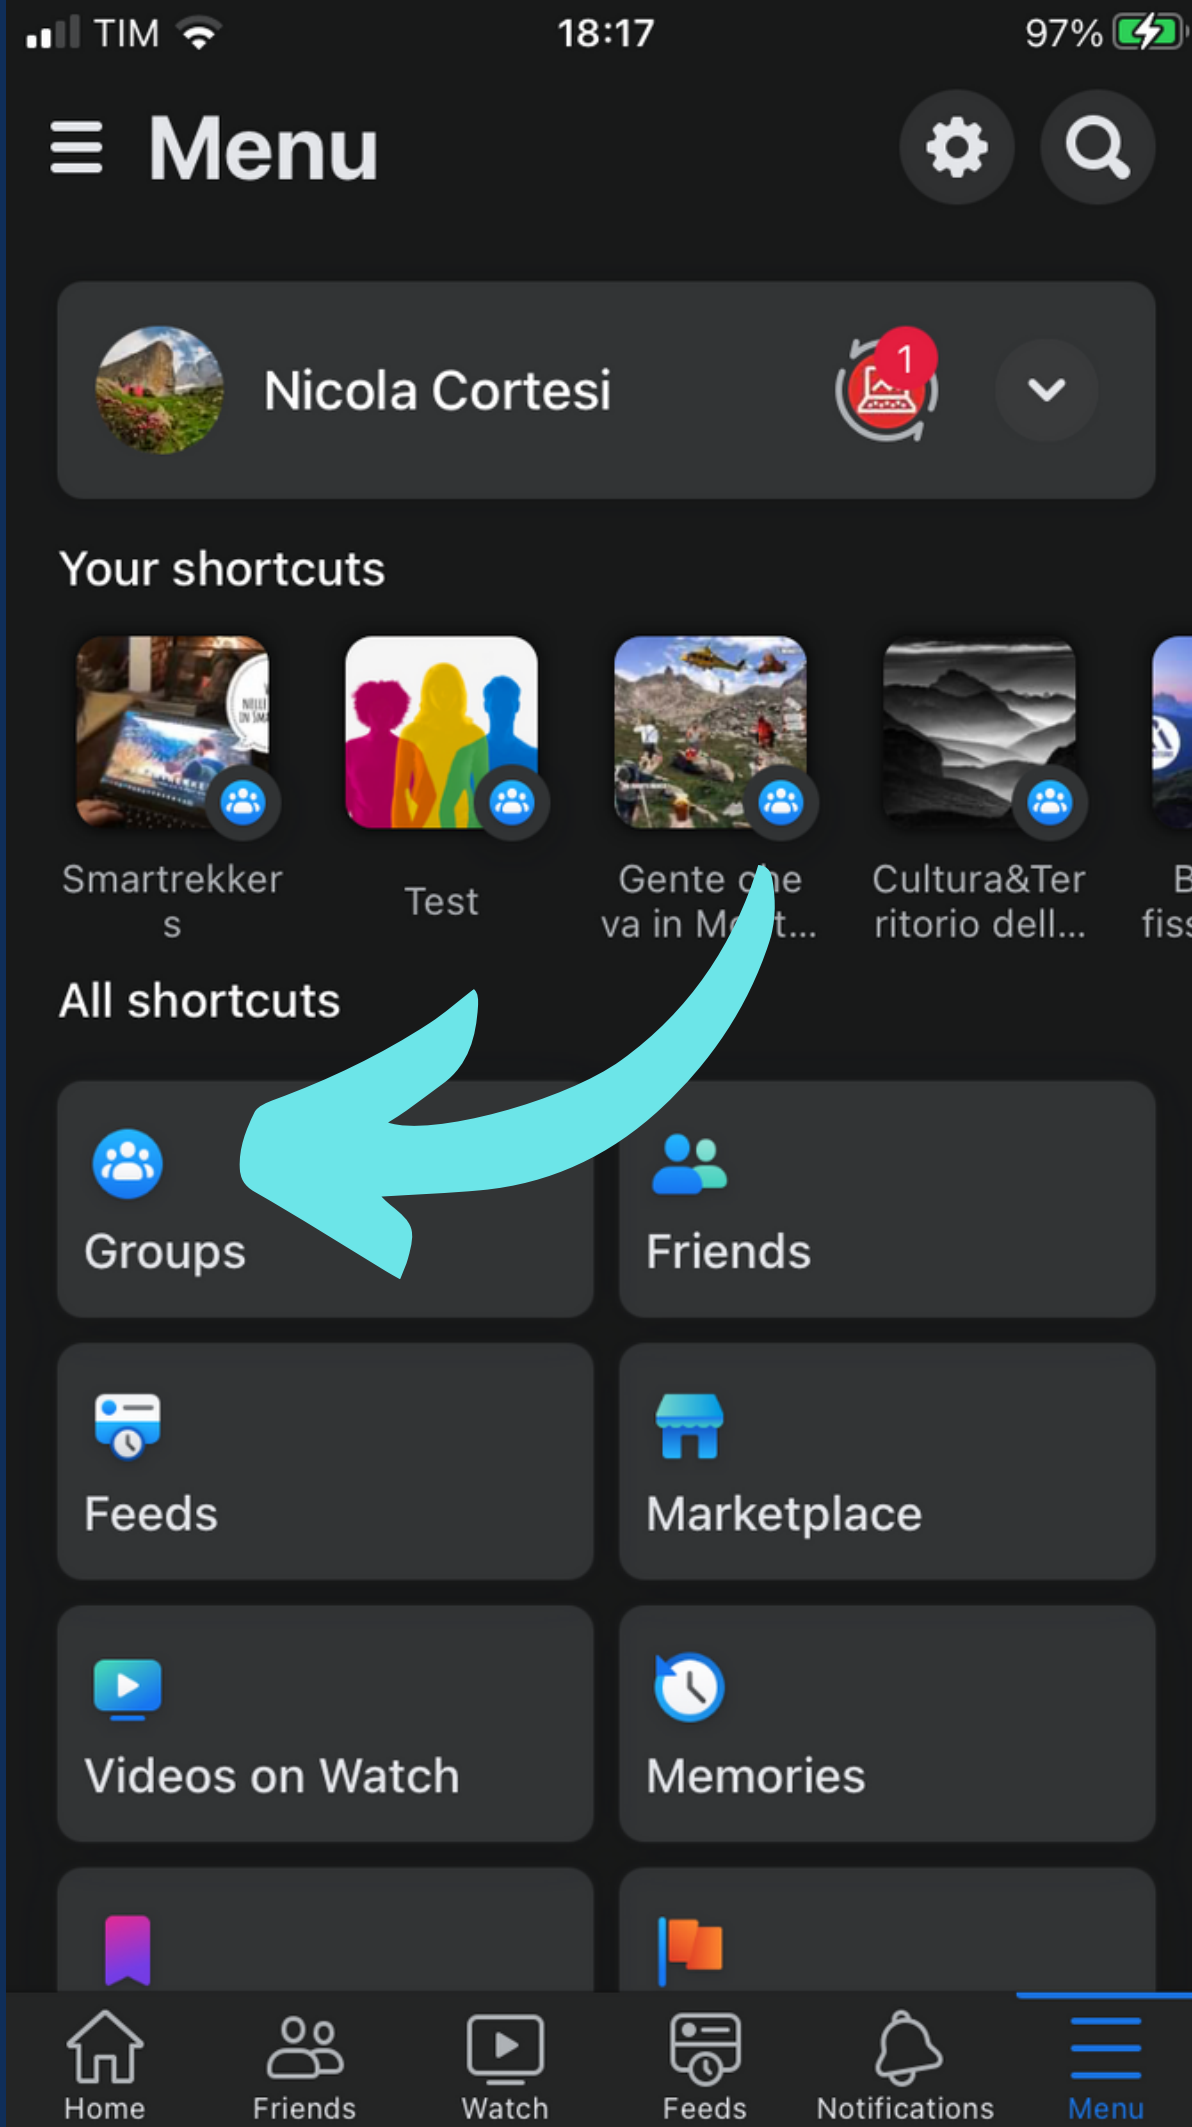 TIM 18:17 97%
Menu
Nicola Cortesi
1
Your shortcuts
Smartrekker
s
Test
Gente che
va in
Cultura&Ter
ritorio dell...
All shortcuts
Groups
Friends
Feeds
Marketplace
Videos on Watch
Memories
Home
Friends
Watch
Feeds
Notifications
Menu